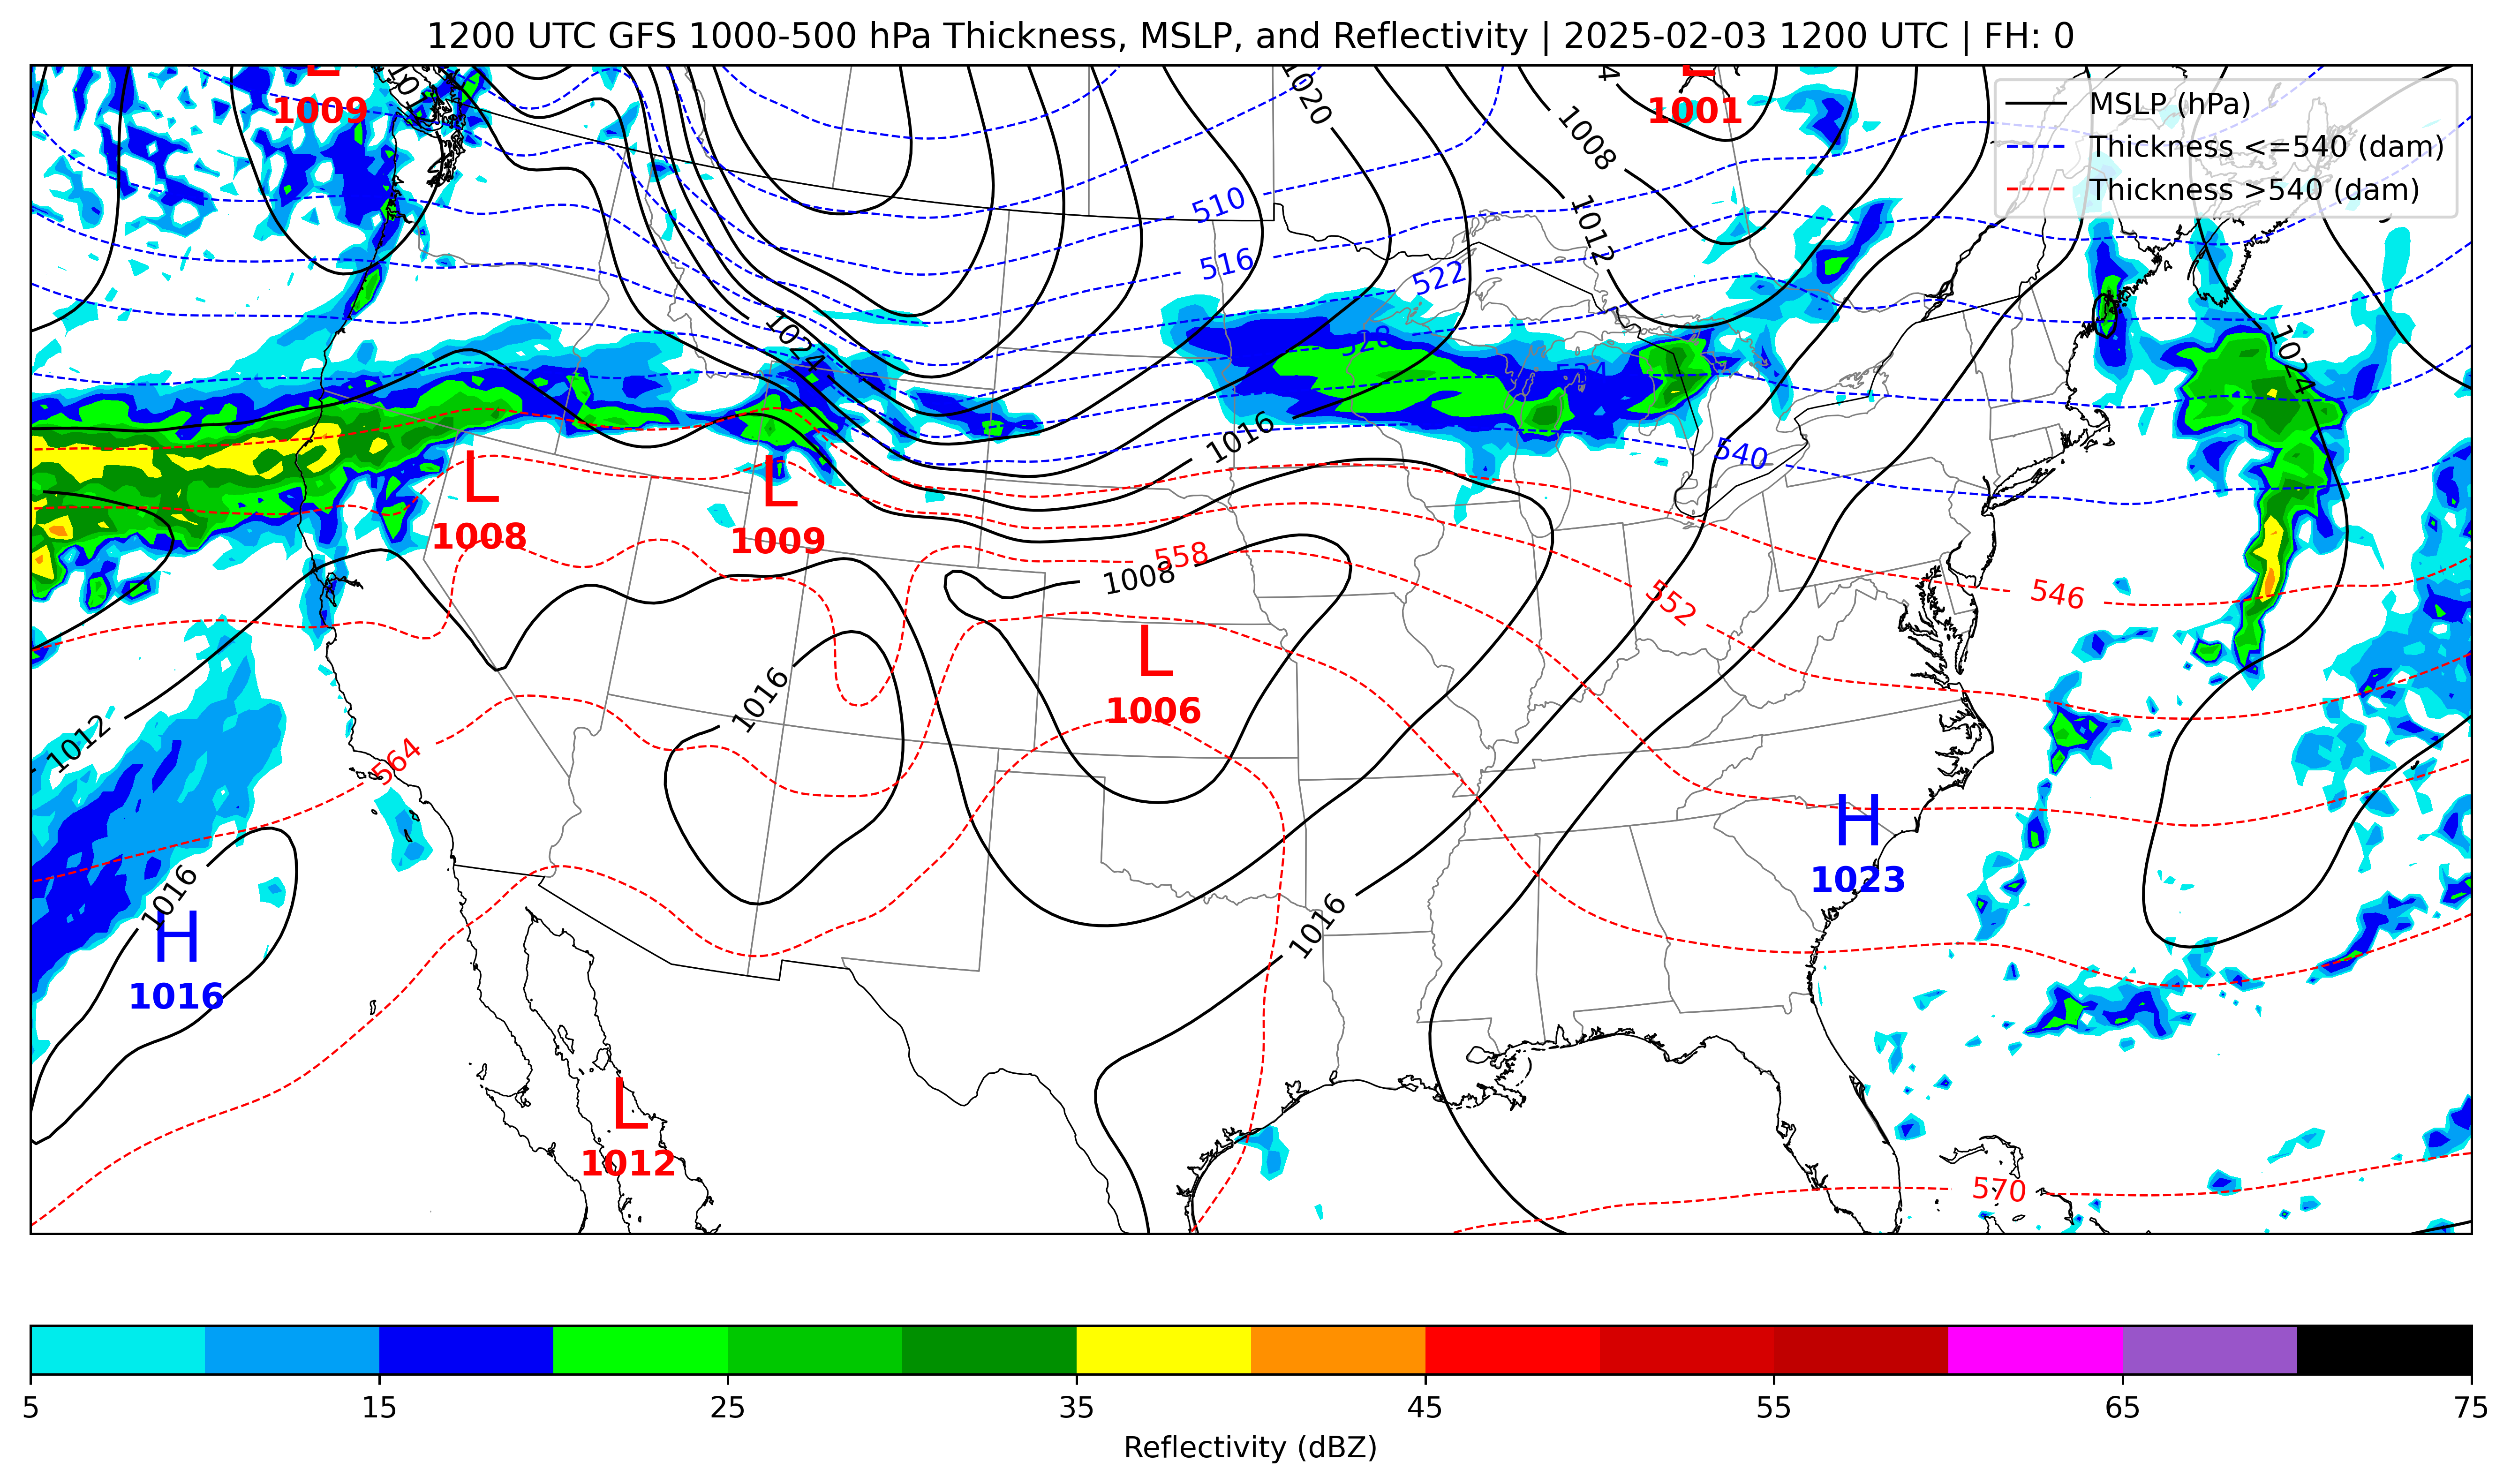 1200 UTC GFS 1000-500 hPa Thickness, MSLP, and Reflectivity | 2025-02-03 1200 UTC | FH: 0
L
1009
L
1001
MSLP (hPa)
Thickness <=540 (dam)
Thickness >540 (dam)
1020
1008
1012
510
516
522
528
534
1024
1024
1016
540
L
1008
L
1009
1008
558
552
546
L
1006
1016
1012
564
H
1023
1016
H
1016
1016
L
1012
570
5
15
25
35
45
55
65
75
Reflectivity (dBZ)